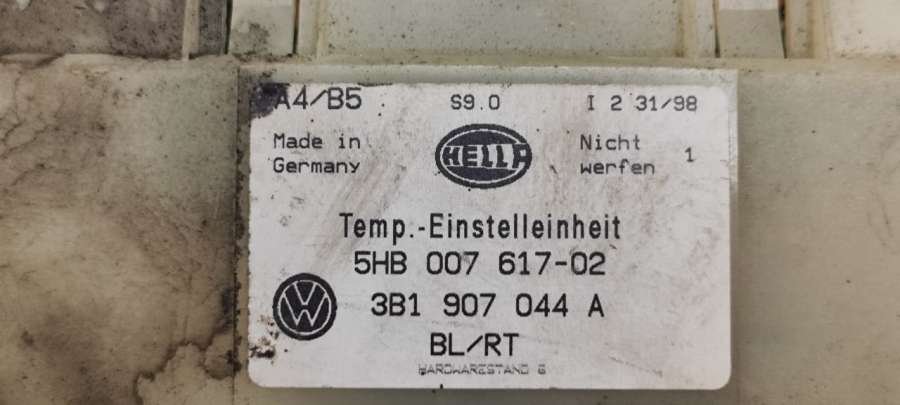 A4/B5 S9.0 I 2 31/98
Made in Germany
HELLA
Nicht werfen 1
Temp.-Einstelleinheit
5HB 007 617-02
3B1 907 044 A
BL/RT
HARDWARESTAND 6